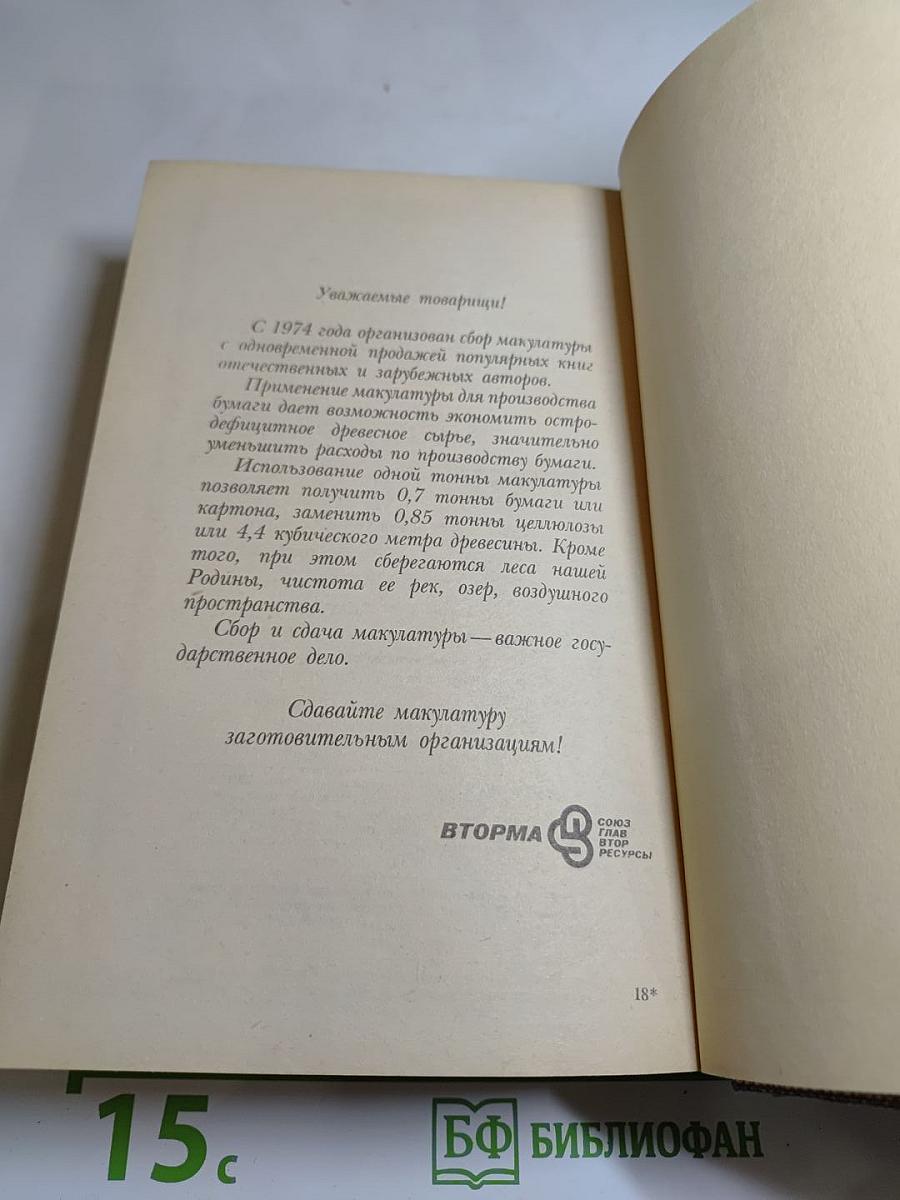 Уважаемые товарищи!
С 1974 года организован сбор макулатуры
с одновременной продажей популярных книг
отечественных и зарубежных авторов.
Применение макулатуры для производства
бумаги дает возможность экономить остро-
дефицитное древесное сырье, значительно
уменьшить расходы по производству бумаги.
Использование одной тонны макулатуры
позволяет получить 0,7 тонны бумаги или
картона, заменить 0,85 тонны целлюлозы
или 4,4 кубического метра древесины. Кроме
того, при этом сберегаются леса нашей
Родины, чистота ее рек, озер, воздушного
пространства.
Сбор и сдача макулатуры — важное госу-
дарственное дело.
Сдавайте макулатуру
заготовительным организациям!
ВТОРМА
СОЮЗ
ГЛАВ
ВТОР
РЕСУРСЫ
18*
15 с
БФ БИБЛИОФАН